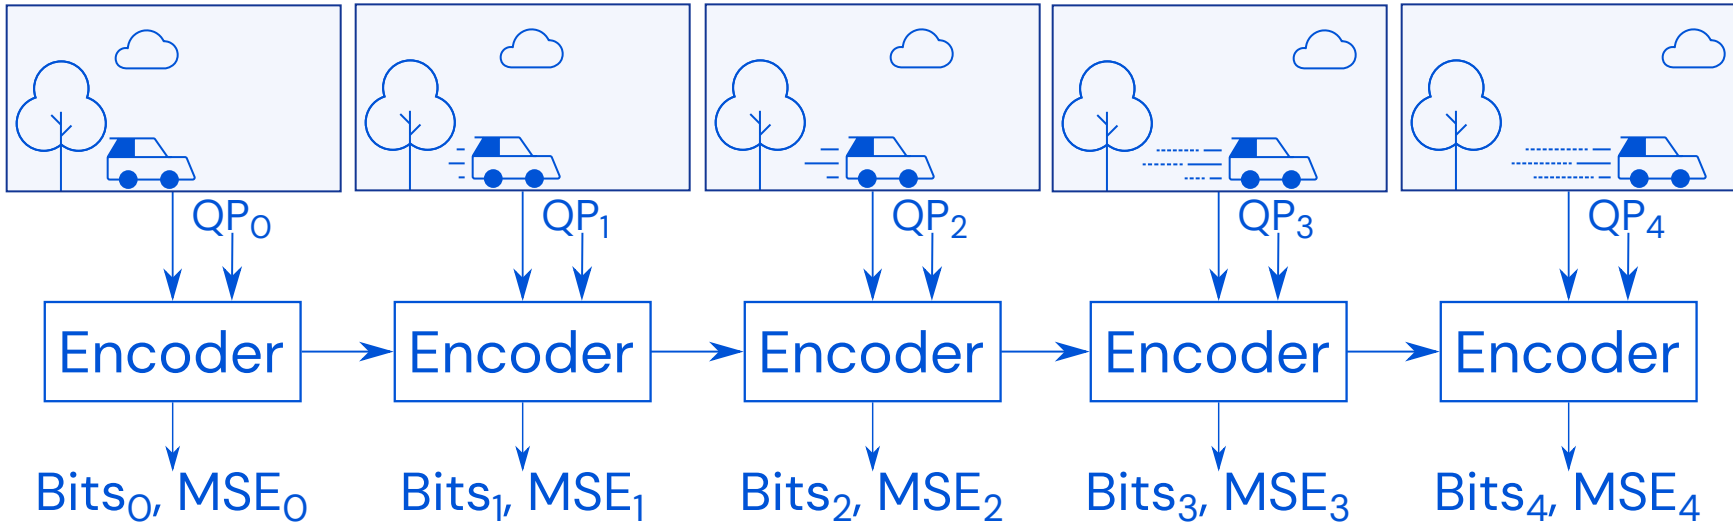 QP0 QP1 QP2 QP3 QP4
Encoder Encoder Encoder Encoder Encoder
Bits0, MSE0 Bits1, MSE1 Bits2, MSE2 Bits3, MSE3 Bits4, MSE4